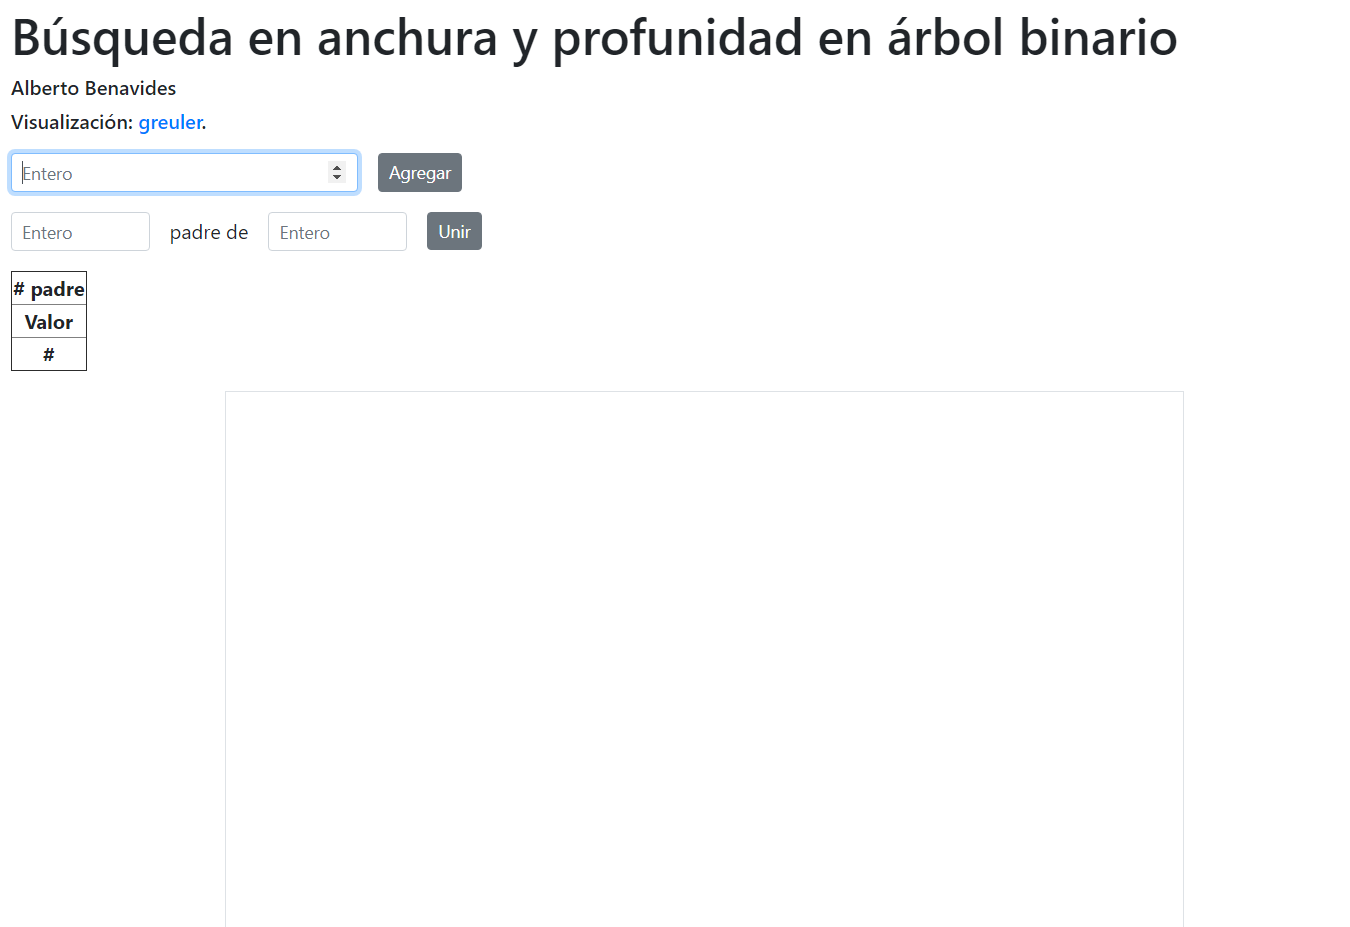 Búsqueda en anchura y profunidad en árbol binario
Alberto Benavides
Visualización: greuler.
Entero Agregar
Entero padre de Entero Unir
# padre
Valor
#